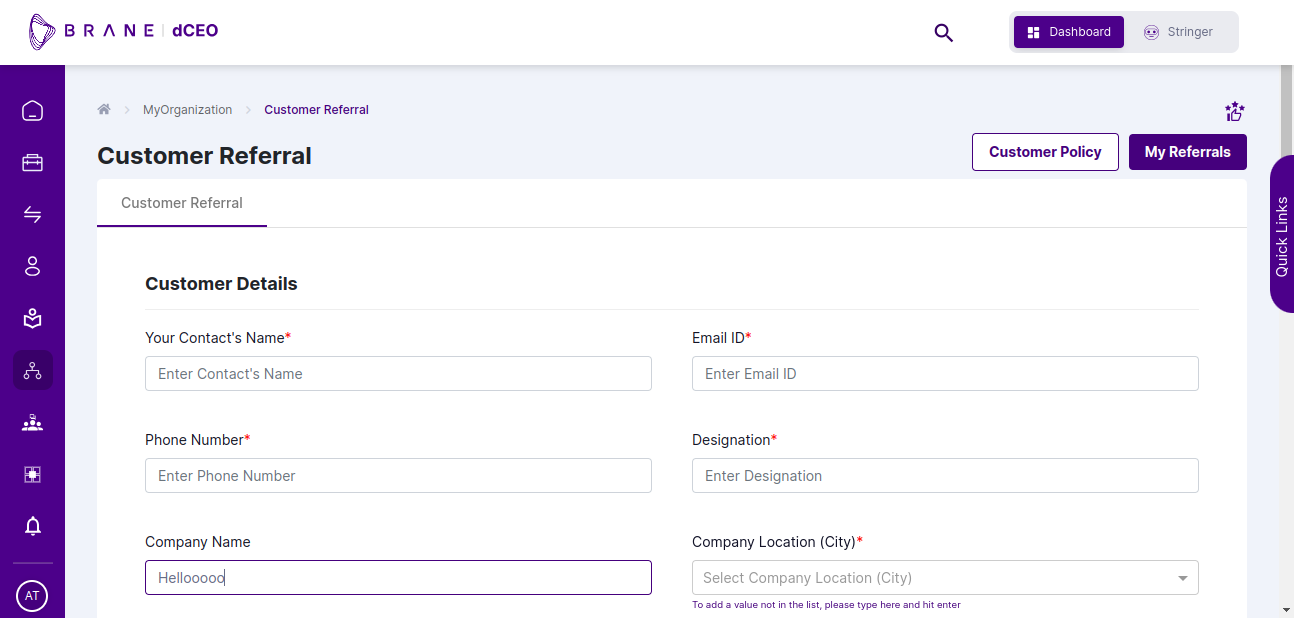 BRANE | dCEO
Dashboard
Stringer
MyOrganization
Customer Referral
Customer Referral
Customer Policy
My Referrals
Customer Referral
Quick Links
Customer Details
Your Contact's Name*
Email ID*
Enter Contact's Name
Enter Email ID
Phone Number*
Designation*
Enter Phone Number
Enter Designation
Company Name
Company Location (City)*
Hellooooo
Select Company Location (City)
To add a value not in the list, please type here and hit enter
AT